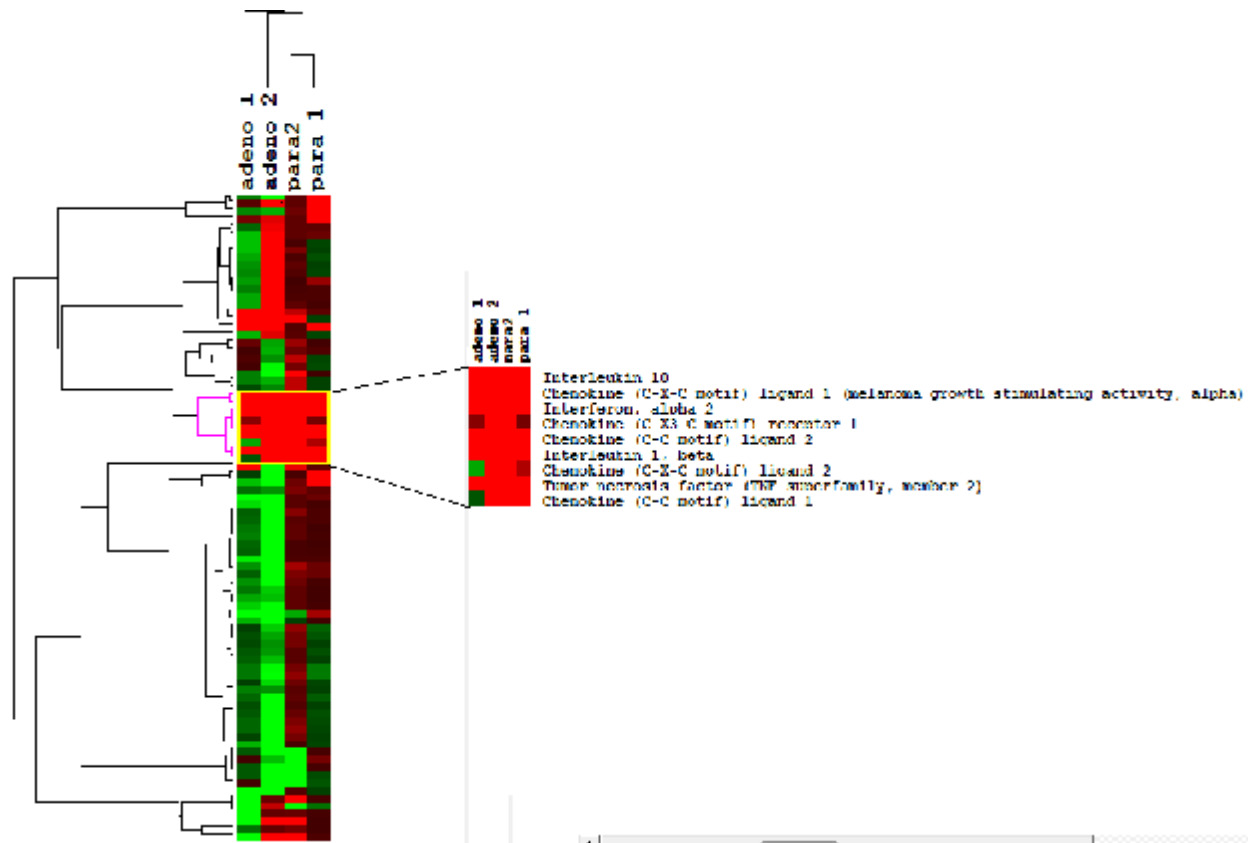 adeno 1
adeno 2
para2
para 1
adeno 1
adeno 2
para2
para 1
Interleukin 10
Chemokine (C-X-C motif) ligand 1 (melanoma growth stimulating activity, alpha)
Interferon, alpha 2
Chemokine (C-X3-C motif) receptor 1
Chemokine (C-C motif) ligand 2
Interleukin 1, beta
Chemokine (C-X-C motif) ligand 2
Tumor necrosis factor (TNF superfamily, member 2)
Chemokine (C-C motif) ligand 1